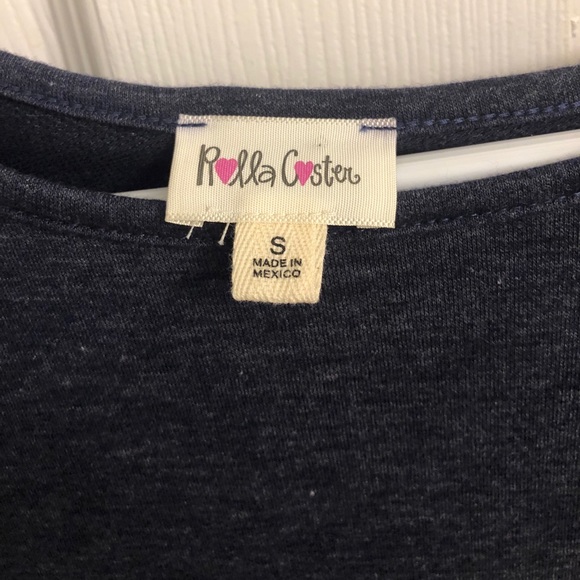 Rolla Coster
S
MADE IN
MEXICO